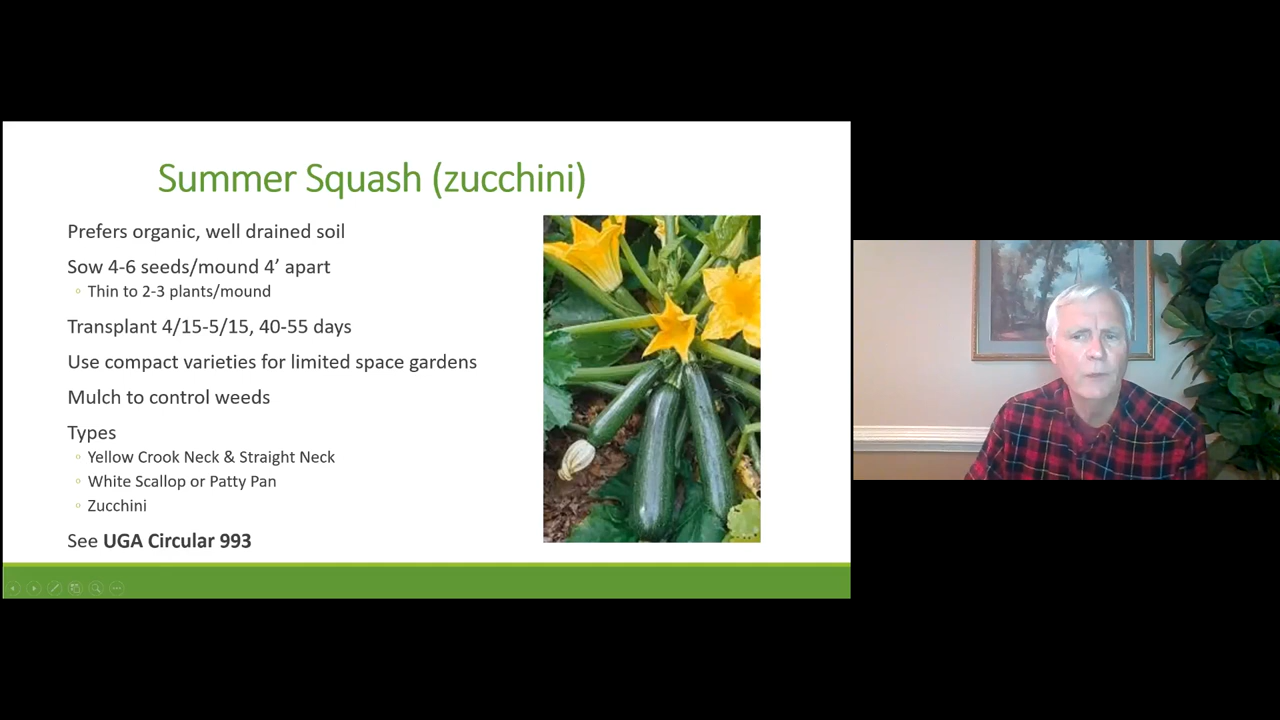 Summer Squash (zucchini)
Prefers organic, well drained soil
Sow 4-6 seeds/mound 4’ apart
Thin to 2-3 plants/mound
Transplant 4/15-5/15, 40-55 days
Use compact varieties for limited space gardens
Mulch to control weeds
Types
Yellow Crook Neck & Straight Neck
White Scallop or Patty Pan
Zucchini
See UGA Circular 993